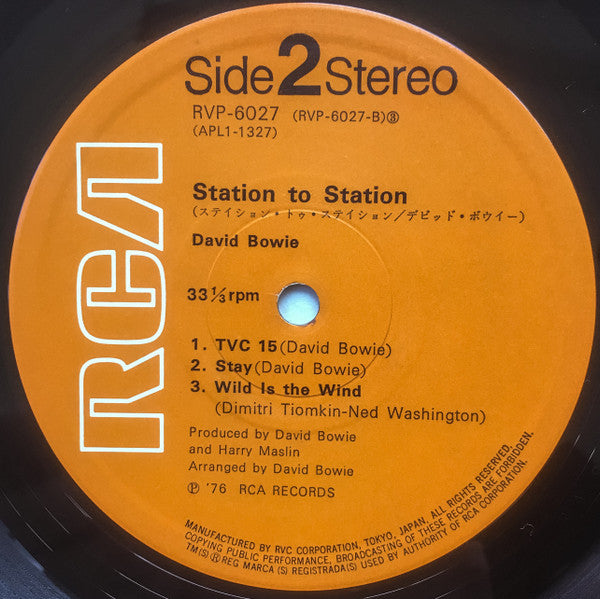 Side 2 Stereo
RVP-6027 (RVP-6027-B)Ⓢ
(APL1-1327)
RCA
Station to Station
(ステイション・トゥ・ステイション/デビッド・ボウイー)
David Bowie
33⅓rpm
1. TVC 15 (David Bowie)
2. Stay (David Bowie)
3. Wild Is the Wind
(Dimitri Tiomkin-Ned Washington)
Produced by David Bowie
and Harry Maslin
Arranged by David Bowie
Ⓟ '76 RCA RECORDS
MANUFACTURED BY RVC CORPORATION, TOKYO, JAPAN, ALL RIGHTS RESERVED.
COPYING PUBLIC PERFORMANCE, BROADCASTING OF THESE RECORDS ARE FORBIDDEN.
TM(S) ® REG MARCA (S) REGISTRADA(S) USED BY AUTHORITY OF RCA CORPORATION.